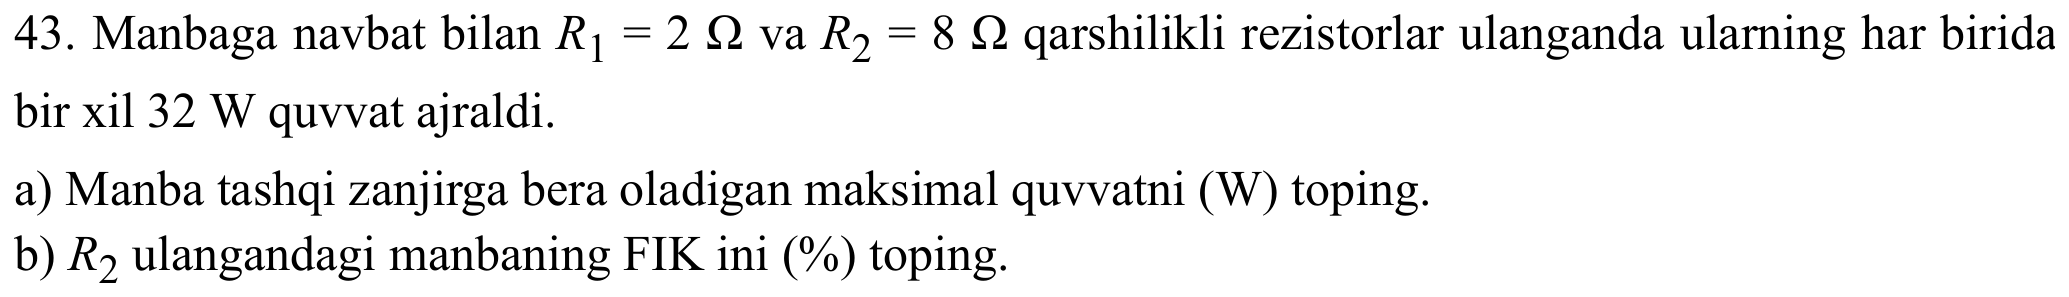 43. Manbaga navbat bilan R₁ = 2 Ω va R₂ = 8 Ω qarshilikli rezistorlar ulanganda ularning har birida
bir xil 32 W quvvat ajraldi.
a) Manba tashqi zanjirga bera oladigan maksimal quvvatni (W) toping.
b) R₂ ulangandagi manbaning FIK ini (%) toping.